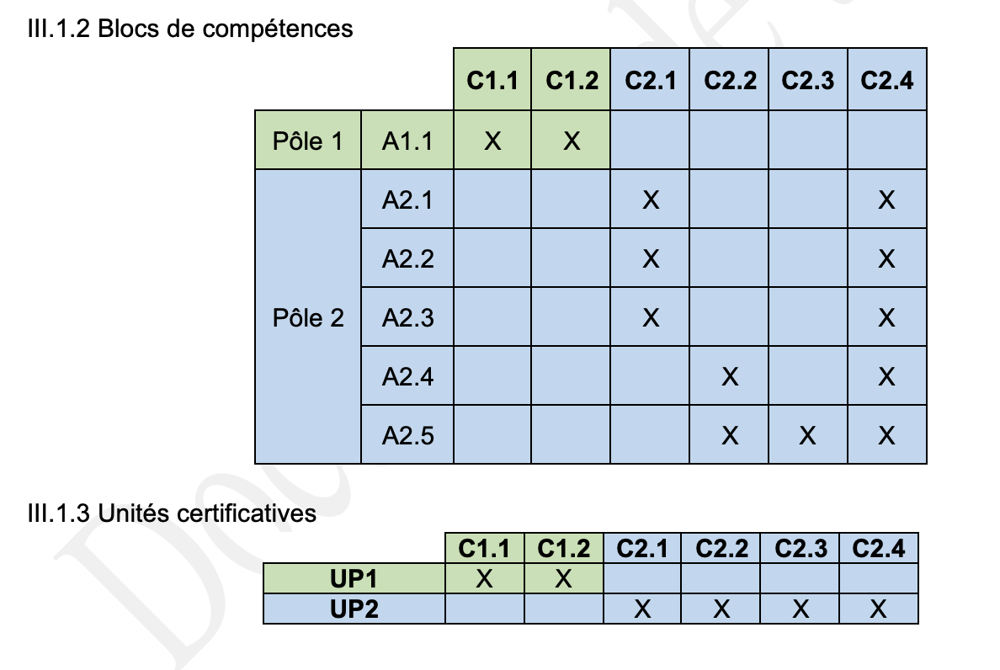 III.1.2 Blocs de compétences
C1.1 C1.2 C2.1 C2.2 C2.3 C2.4
Pôle 1 A1.1 X X
A2.1 X X
A2.2 X X
Pôle 2 A2.3 X X
A2.4 X X
A2.5 X X X
III.1.3 Unités certificatives
C1.1 C1.2 C2.1 C2.2 C2.3 C2.4
UP1 X X
UP2 X X X X